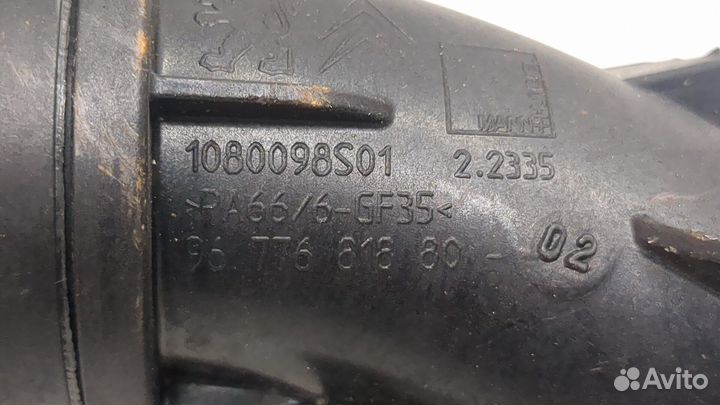 1080098S01 2.2335
>PA66/6-GF35<
96 776 818 80 - 02
Avito